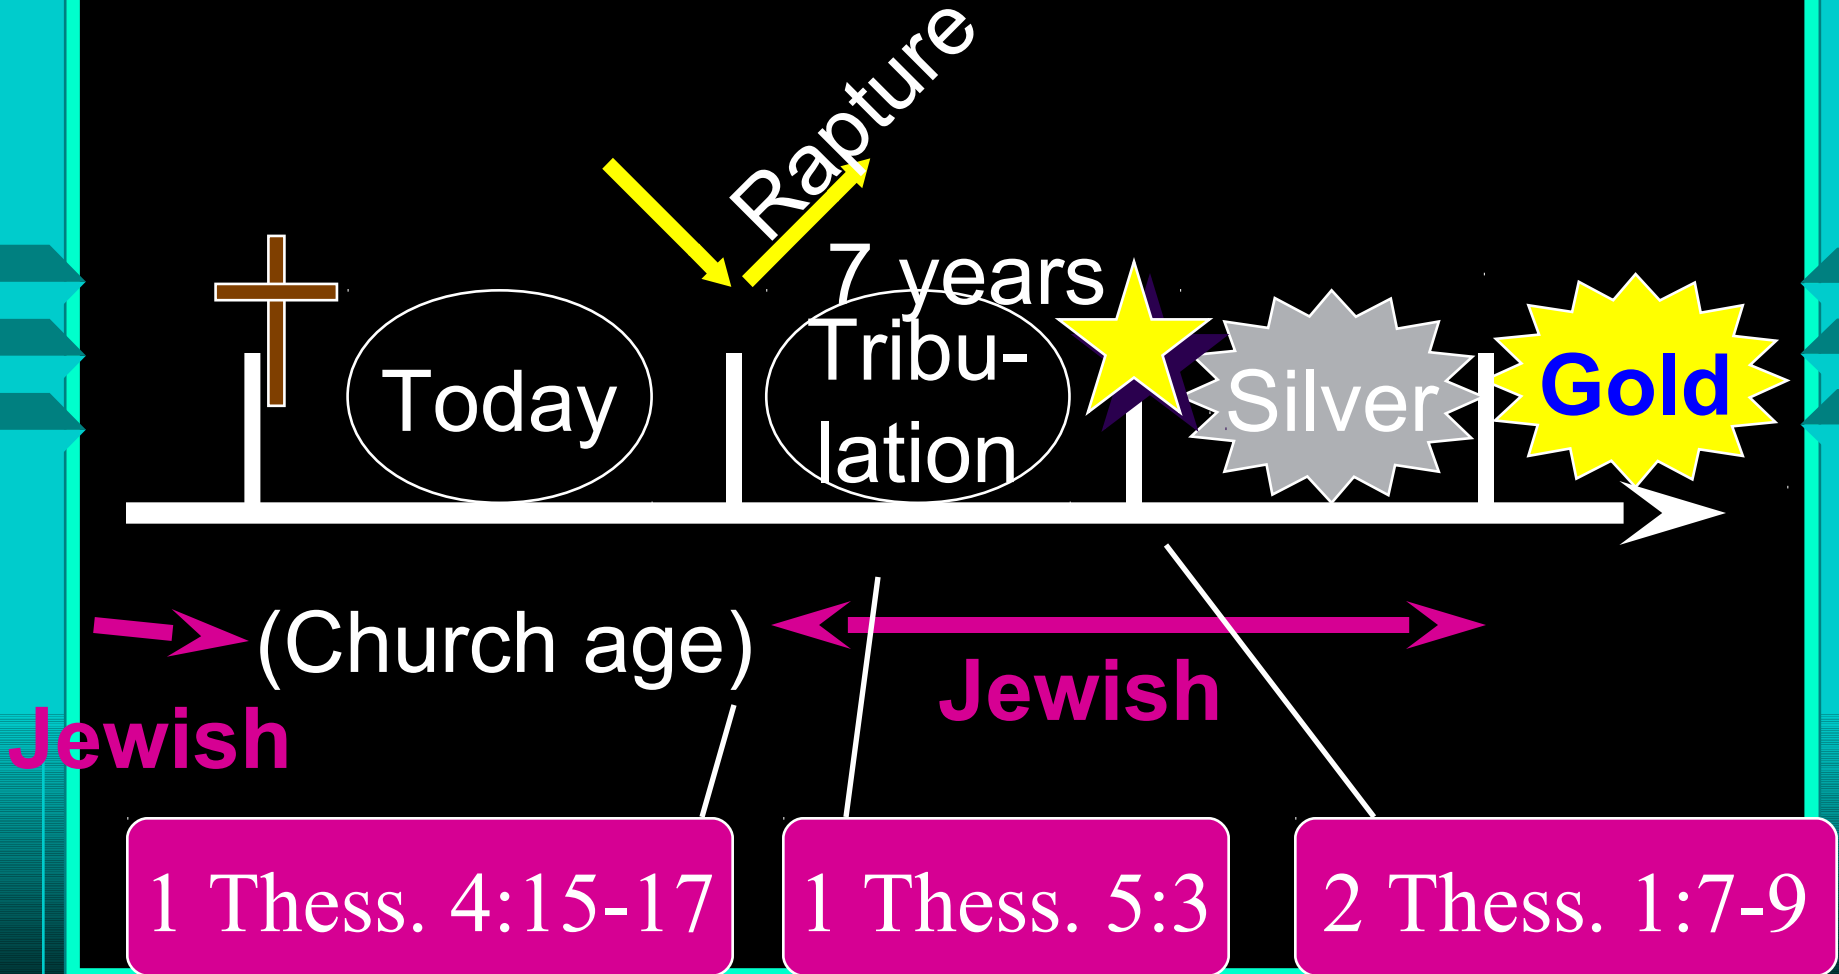 Rapture
7 years
Today
Tribu-
lation
Silver
Gold
(Church age)
Jewish
Jewish
1 Thess. 4:15-17
1 Thess. 5:3
2 Thess. 1:7-9